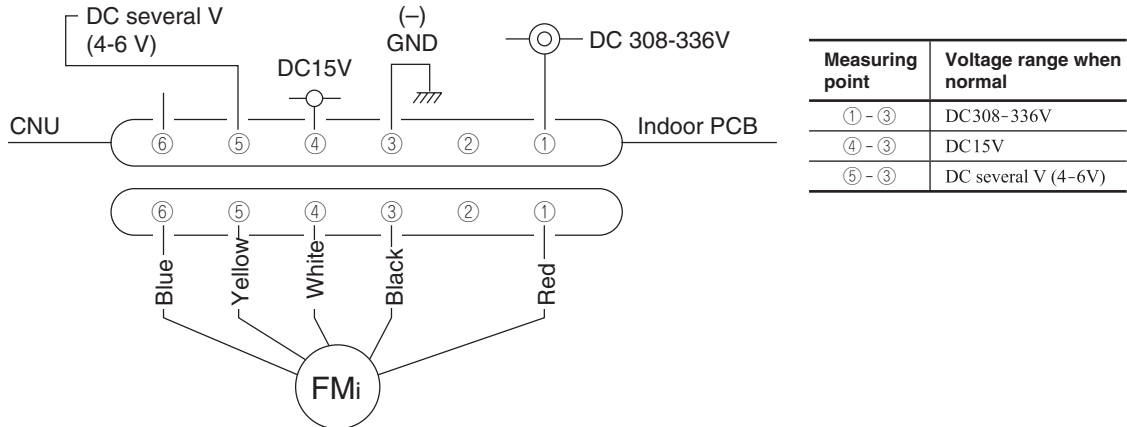 DC several V
(4-6 V)
(–)
GND
DC 308-336V
DC15V
CNU
Indoor PCB
⑥ ⑤ ④ ③ ② ①
⑥ ⑤ ④ ③ ② ①
Blue
Yellow
White
Black
Red
FMi
Measuring point
Voltage range when normal
①-③ DC308-336V
④-③ DC15V
⑤-③ DC several V (4-6V)